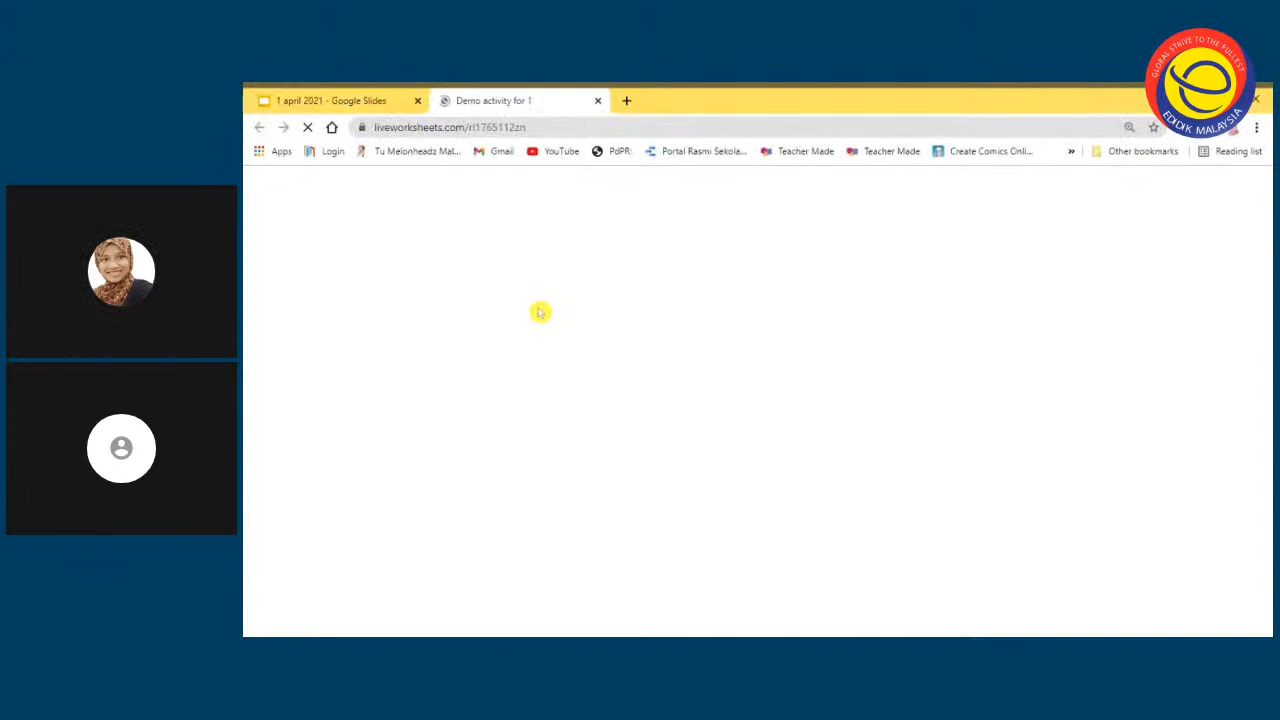 GLOBAL STRIVE TO THE FULLEST
EDIDIK MALAYSIA
1 april 2021 - Google Slides
Demo activity for 1
liveworksheets.com/rl1765112zn
Apps
Login
Tu Melonheadz Mal...
Gmail
YouTube
PdPR:
Portal Rasmi Sekola...
Teacher Made
Teacher Made
Create Comics Onli...
»
Other bookmarks
Reading list